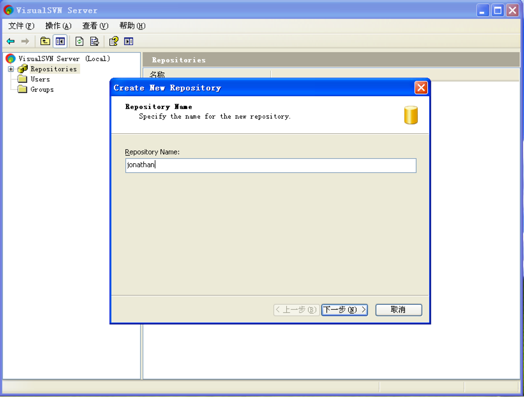 VisualSVN Server
文件(F) 操作(A) 查看(V) 帮助(H)
VisualSVN Server (Local)
Repositories
Users
Groups
Repositories
名称
Create New Repository
Repository Name
Specify the name for the new repository.
Repository Name:
jonathan
< 上一步(B) 下一步(N) > 取消